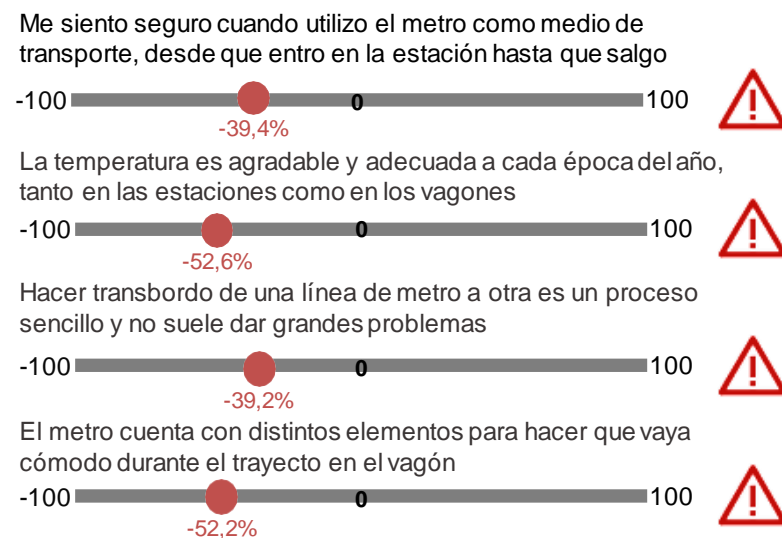 Me siento seguro cuando utilizo el metro como medio de
transporte, desde que entro en la estación hasta que salgo
-100 0 100
-39,4%
La temperatura es agradable y adecuada a cada época del año,
tanto en las estaciones como en los vagones
-100 0 100
-52,6%
Hacer transbordo de una línea de metro a otra es un proceso
sencillo y no suele dar grandes problemas
-100 0 100
-39,2%
El metro cuenta con distintos elementos para hacer que vaya
cómodo durante el trayecto en el vagón
-100 0 100
-52,2%